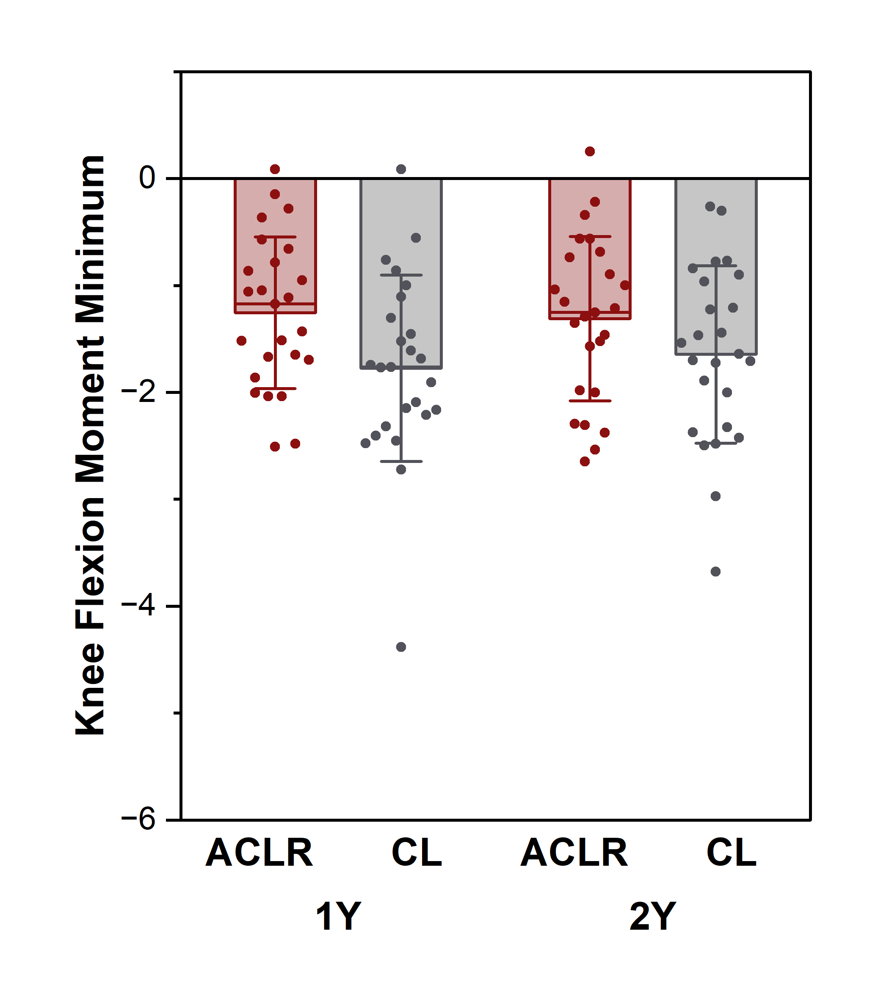 Knee Flexion Moment Minimum
0
−2
−4
−6
ACLR CL ACLR CL
1Y 2Y